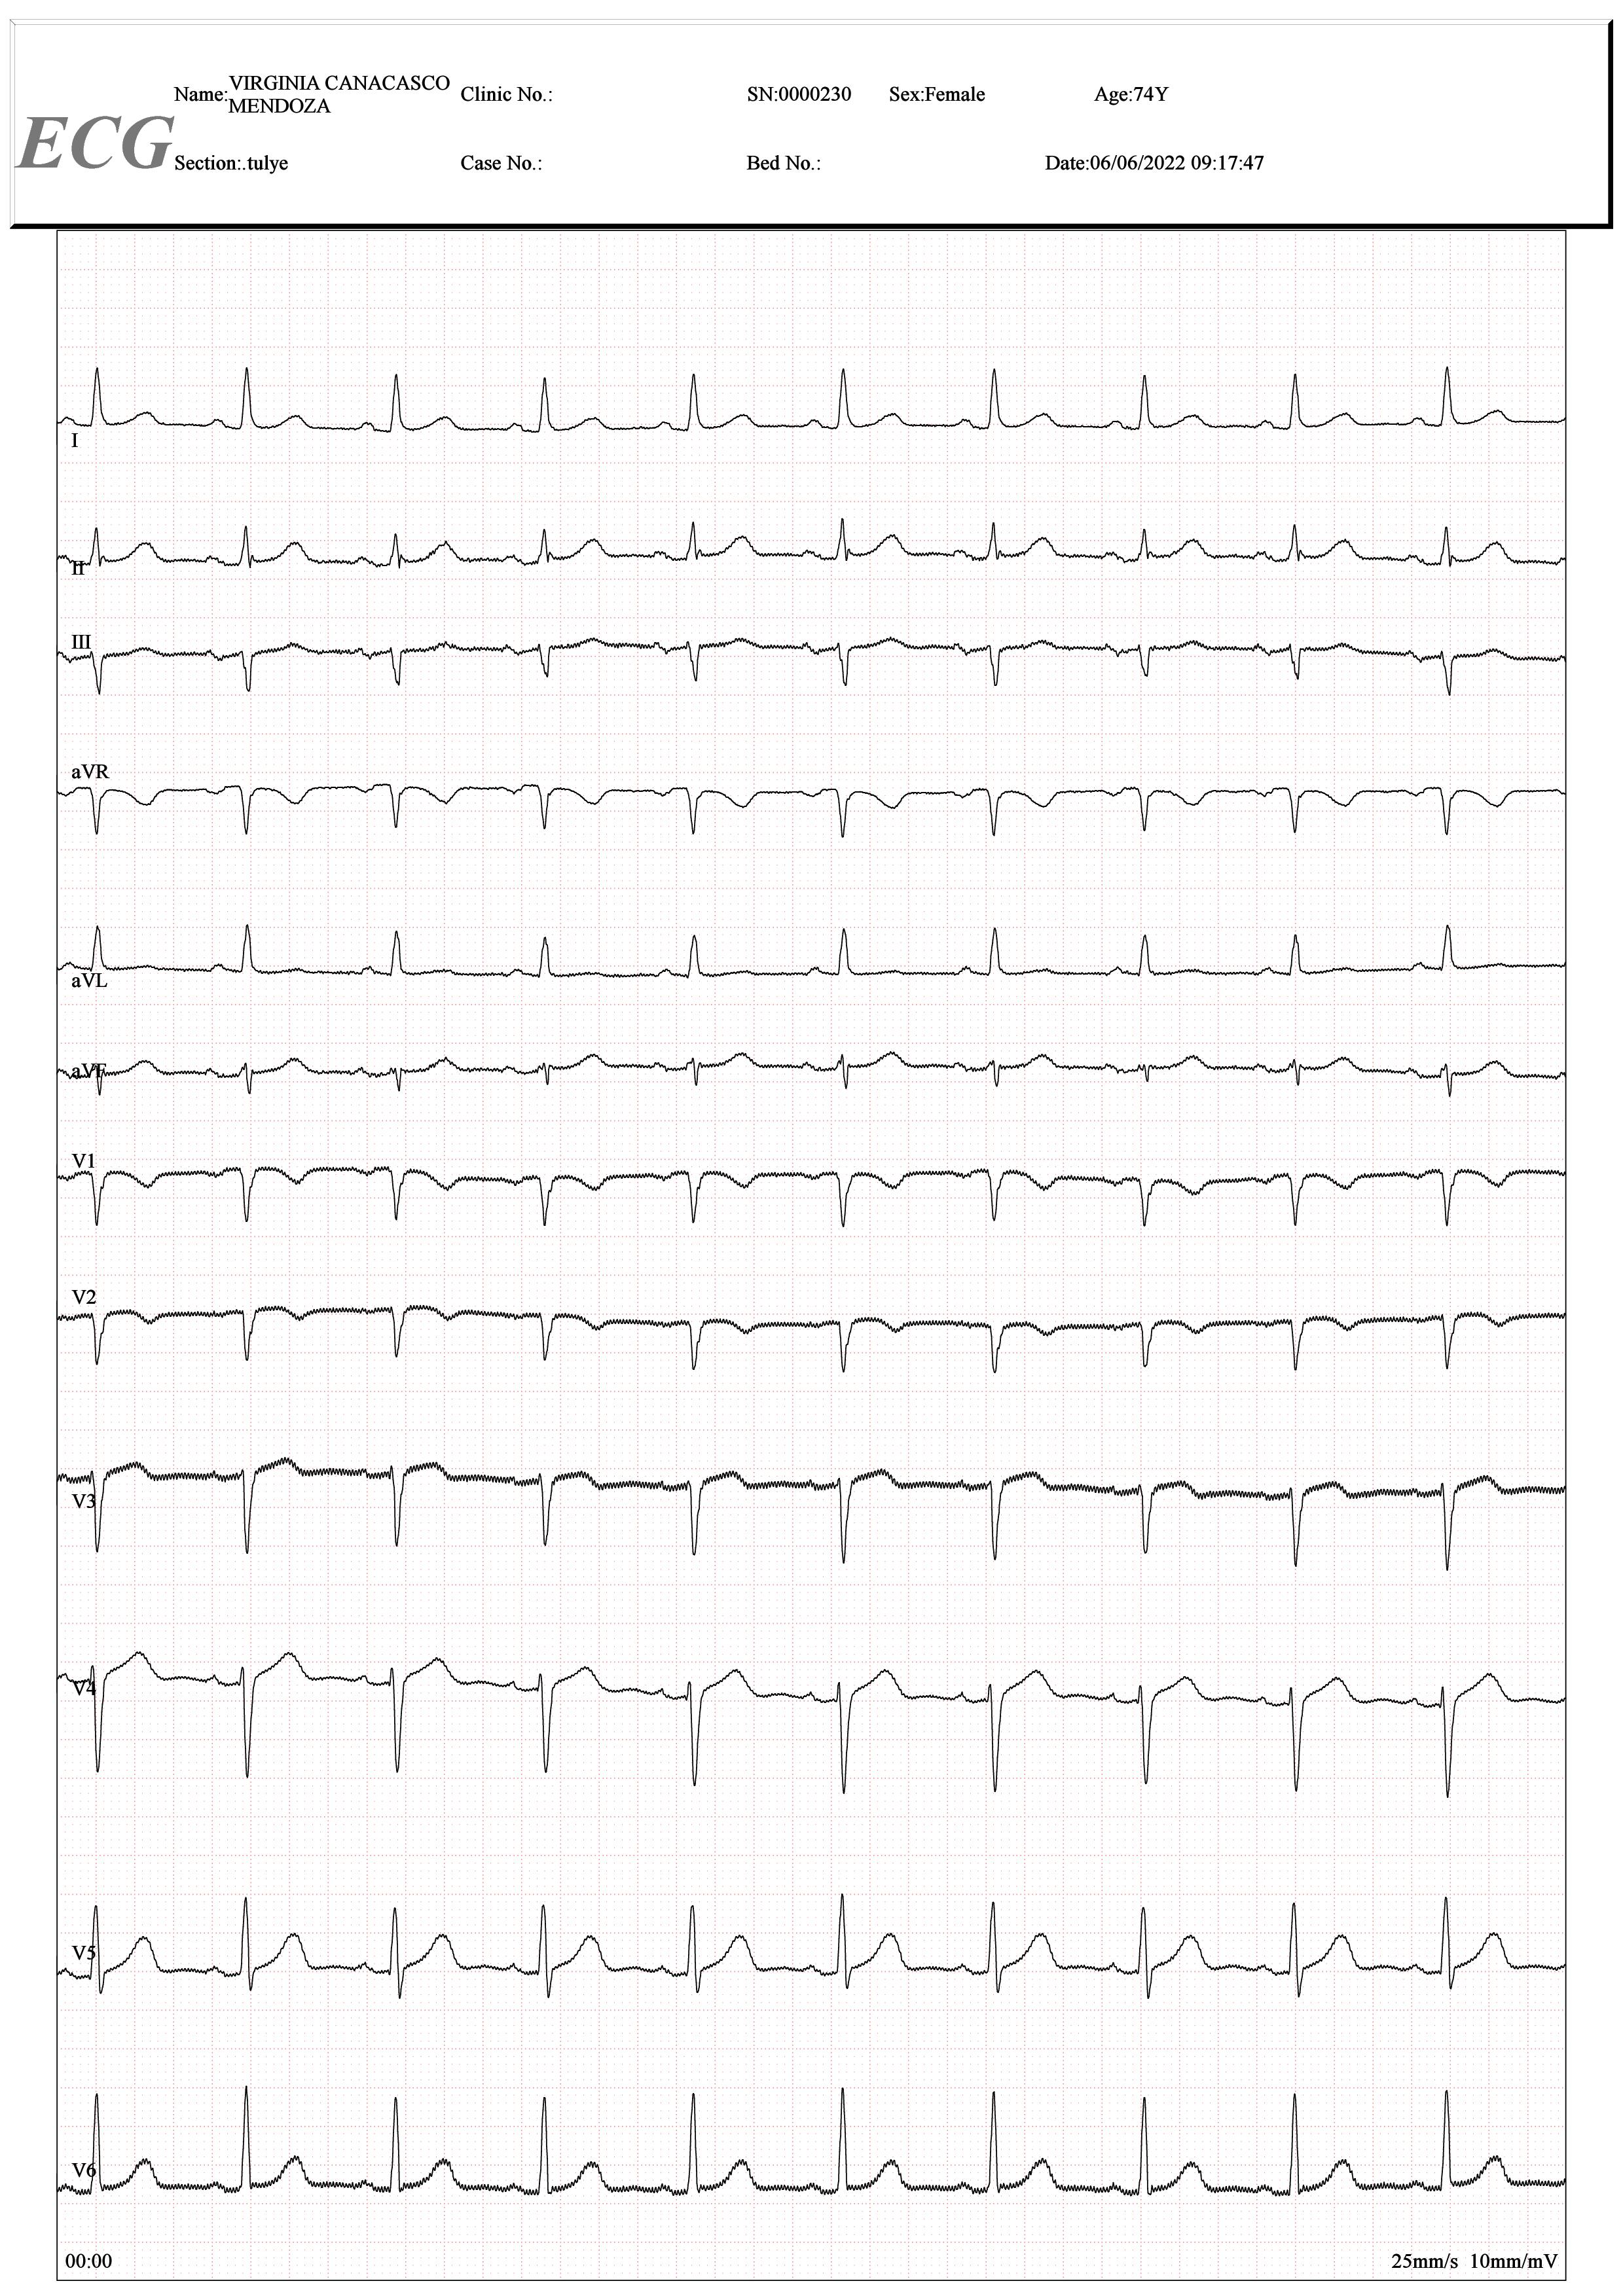 ECG
Name:VIRGINIA CANACASCO MENDOZA Clinic No.: SN:0000230 Sex:Female Age:74Y
Section:.tulye Case No.: Bed No.: Date:06/06/2022 09:17:47
I
II
III
aVR
aVL
aVF
V1
V2
V3
V4
V5
V6
00:00 25mm/s 10mm/mV